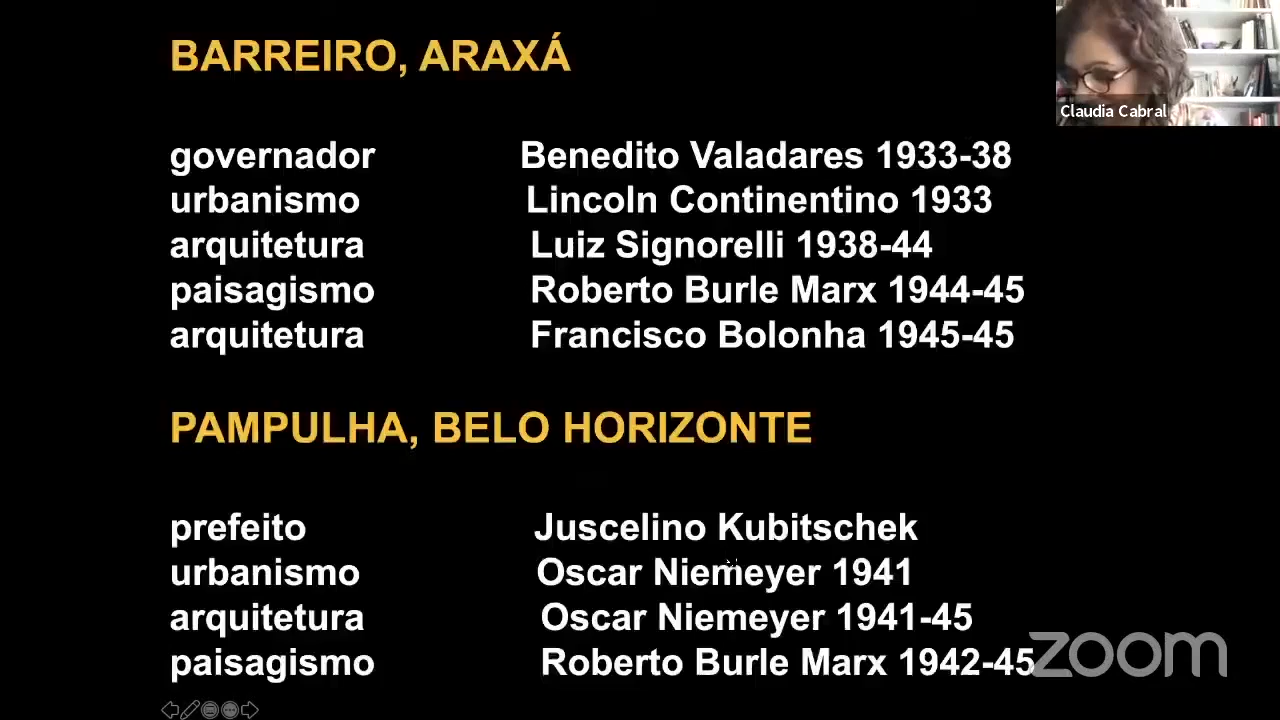 BARREIRO, ARAXÁ
Claudia Cabral
governador Benedito Valadares 1933-38
urbanismo Lincoln Continentino 1933
arquitetura Luiz Signorelli 1938-44
paisagismo Roberto Burle Marx 1944-45
arquitetura Francisco Bolonha 1945-45
PAMPULHA, BELO HORIZONTE
prefeito Juscelino Kubitschek
urbanismo Oscar Niemeyer 1941
arquitetura Oscar Niemeyer 1941-45
paisagismo Roberto Burle Marx 1942-45
zoom